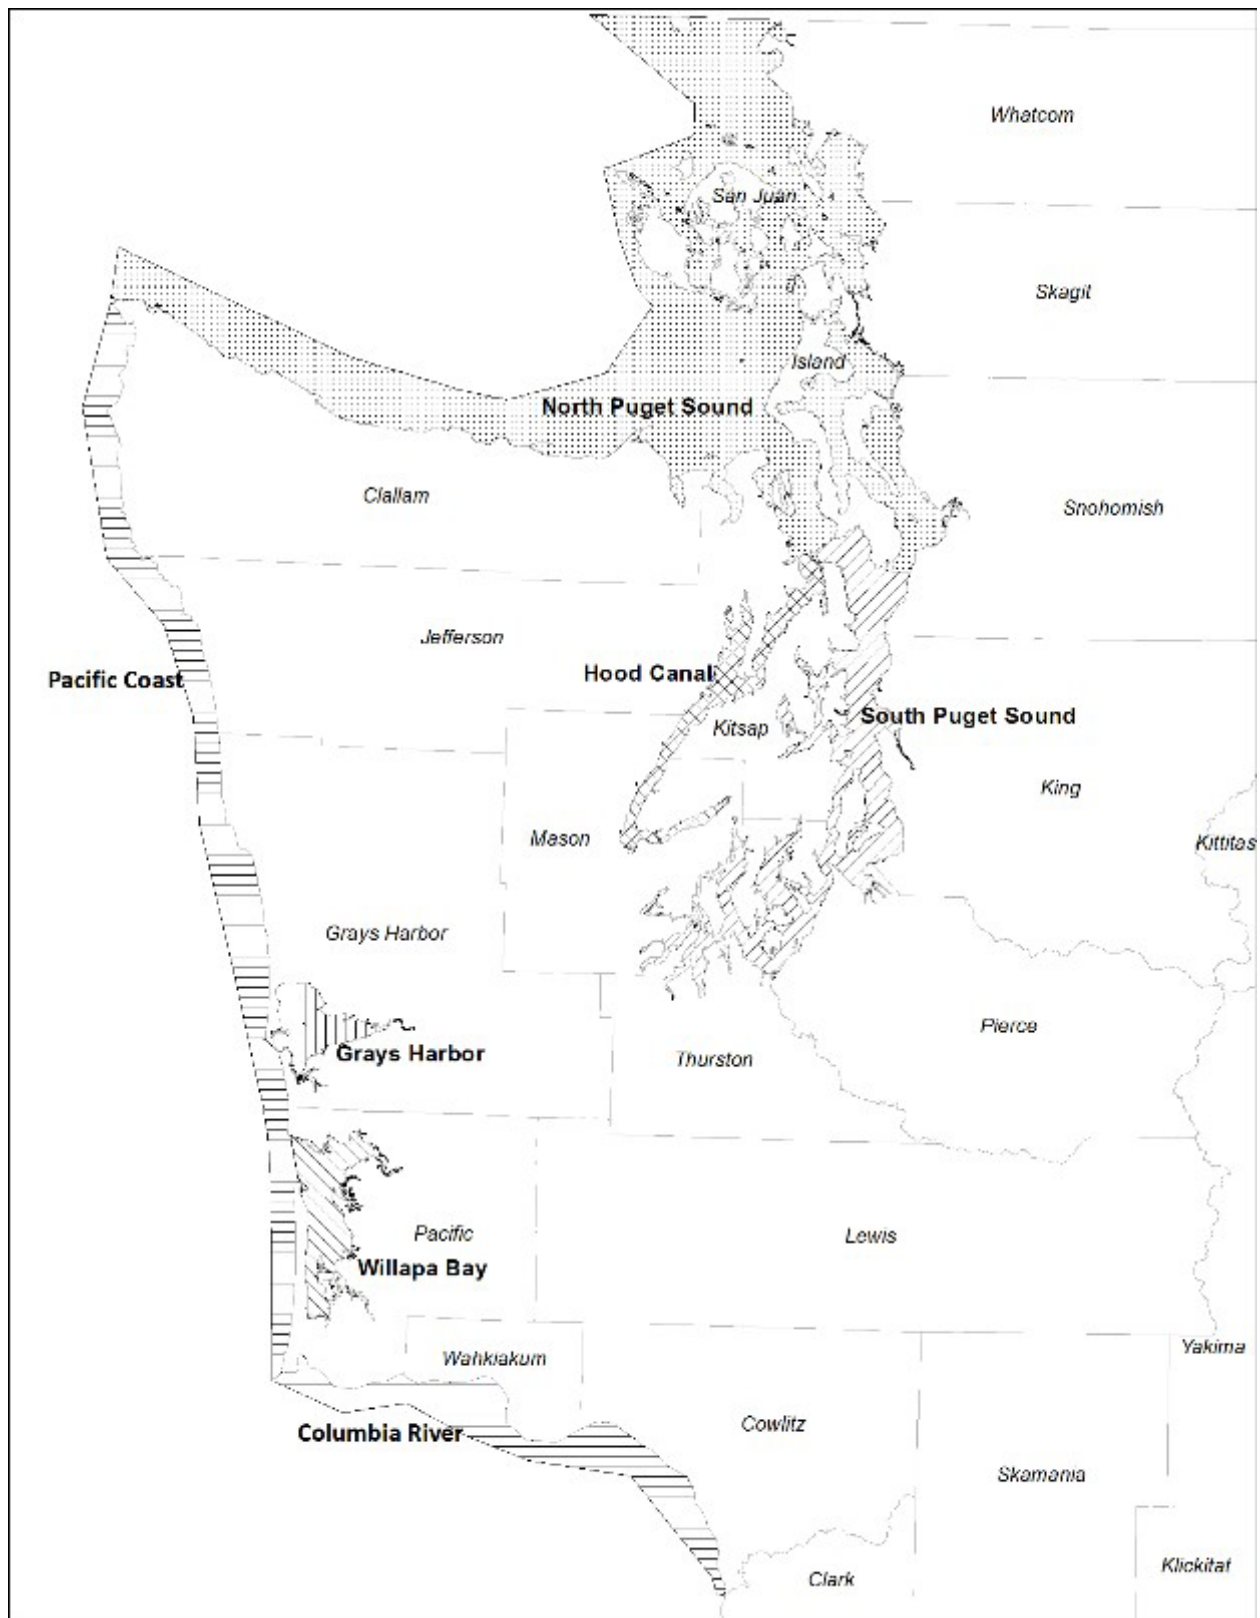 Whatcom
San Juan
Skagit
Island
North Puget Sound
Clallam
Snohomish
Jefferson
Pacific Coast
Hood Canal
South Puget Sound
Kitsap
King
Mason
Kittitas
Grays Harbor
Pierce
Grays Harbor
Thurston
Pacific
Lewis
Willapa Bay
Yakima
Wahkiakum
Columbia River
Cowlitz
Skamania
Klickitat
Clark